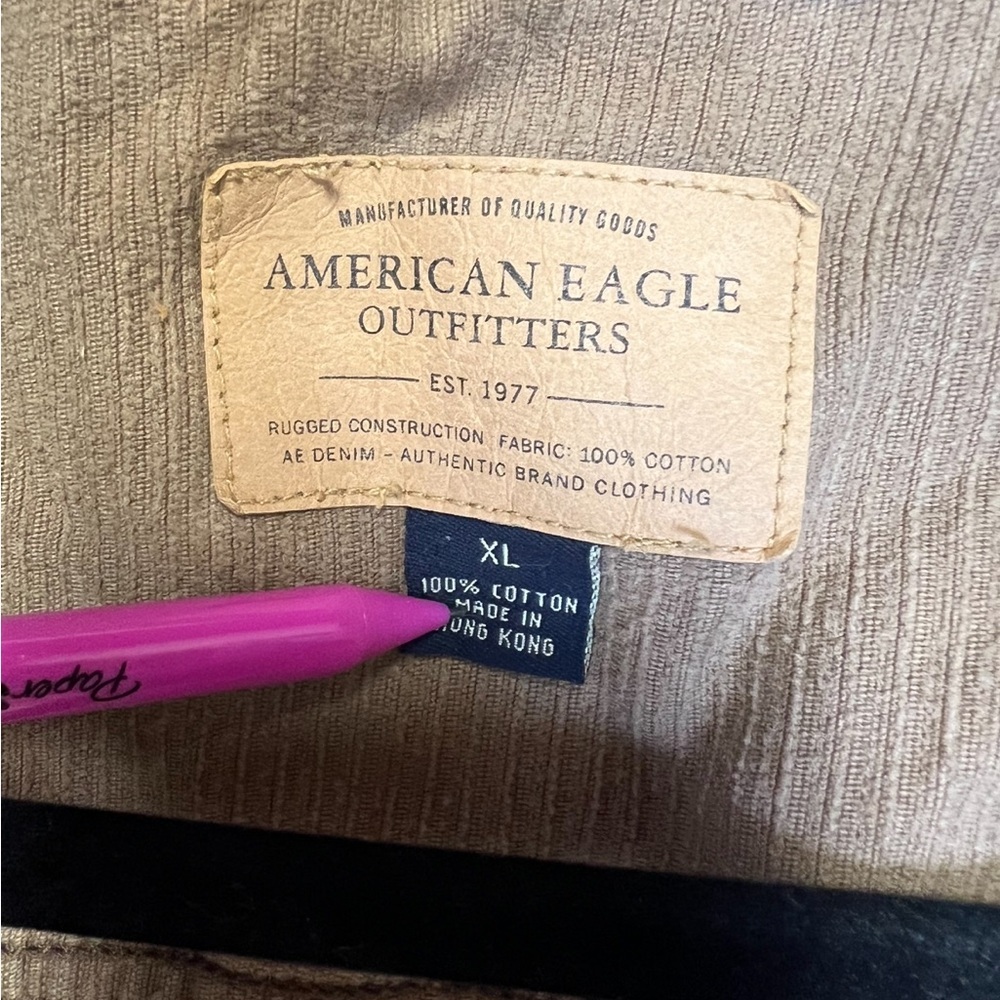 MANUFACTURER OF QUALITY GOODS
AMERICAN EAGLE
OUTFITTERS
EST. 1977
RUGGED CONSTRUCTION FABRIC: 100% COTTON
AE DENIM - AUTHENTIC BRAND CLOTHING
XL
100% COTTON
MADE IN
HONG KONG